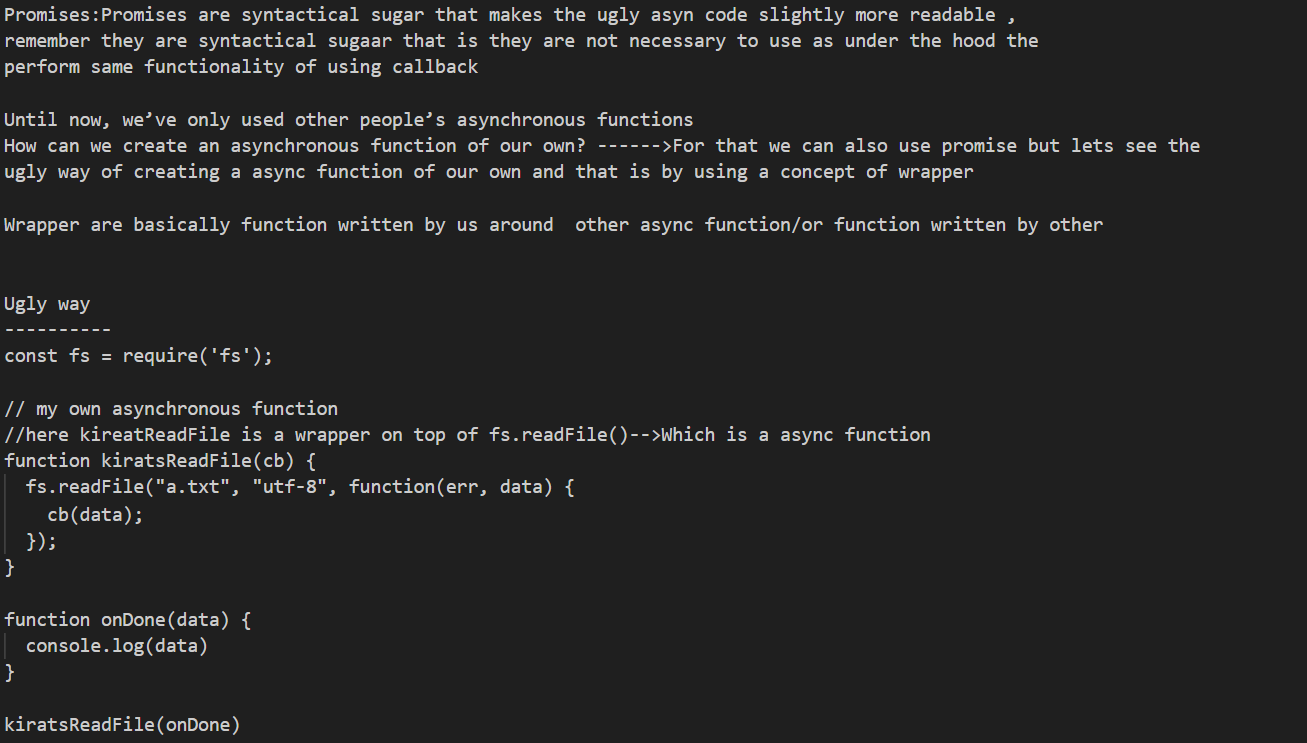 Promises:Promises are syntactical sugar that makes the ugly asyn code slightly more readable ,
remember they are syntactical sugaar that is they are not necessary to use as under the hood the
perform same functionality of using callback
Until now, we’ve only used other people’s asynchronous functions
How can we create an asynchronous function of our own? ------>For that we can also use promise but lets see the
ugly way of creating a async function of our own and that is by using a concept of wrapper
Wrapper are basically function written by us around  other async function/or function written by other
Ugly way
----------
const fs = require('fs');
// my own asynchronous function
//here kireatReadFile is a wrapper on top of fs.readFile()-->Which is a async function
function kiratsReadFile(cb) {
  fs.readFile("a.txt", "utf-8", function(err, data) {
    cb(data);
  });
}
function onDone(data) {
  console.log(data)
}
kiratsReadFile(onDone)